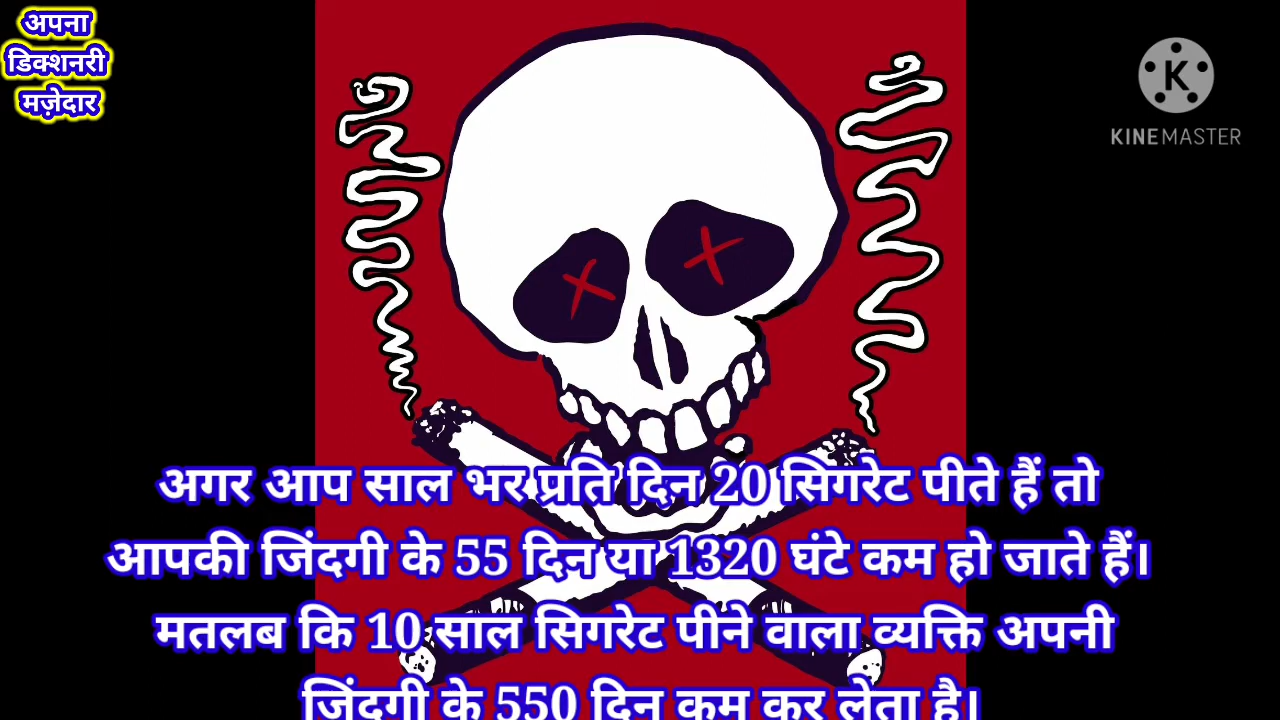 अपना
डिक्शनरी
मज़ेदार
KINEMASTER
अगर आप साल भर प्रति दिन 20 सिगरेट पीते हैं तो
आपकी जिंदगी के 55 दिन या 1320 घंटे कम हो जाते हैं।
मतलब कि 10 साल सिगरेट पीने वाला व्यक्ति अपनी
जिंदगी के 550 दिन कम कर लेता है।